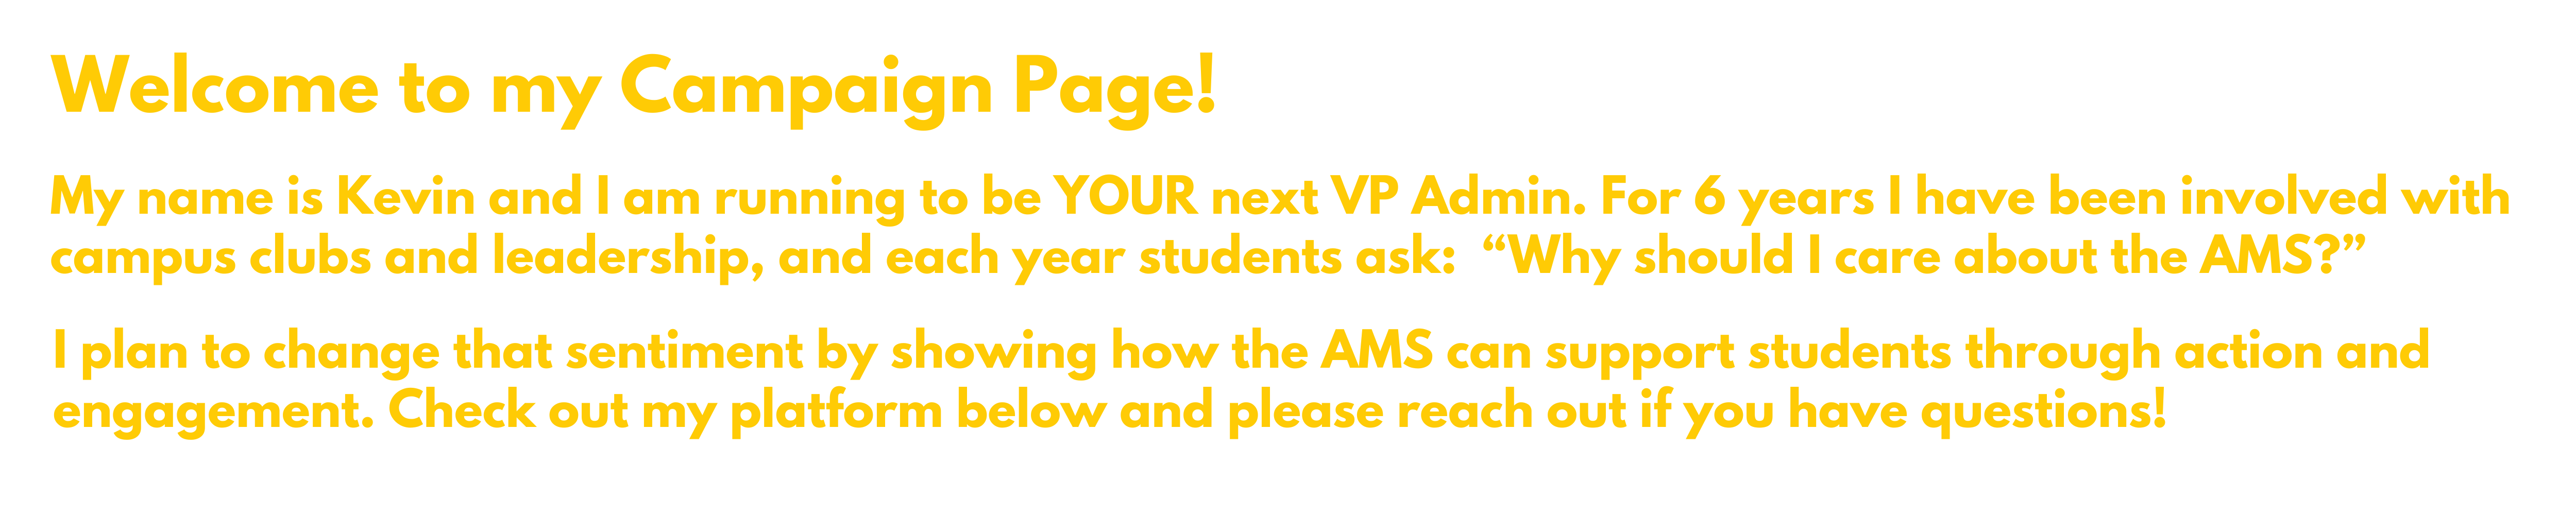 Welcome to my Campaign Page!
My name is Kevin and I am running to be YOUR next VP Admin. For 6 years I have been involved with
campus clubs and leadership, and each year students ask:  “Why should I care about the AMS?”
I plan to change that sentiment by showing how the AMS can support students through action and
engagement. Check out my platform below and please reach out if you have questions!